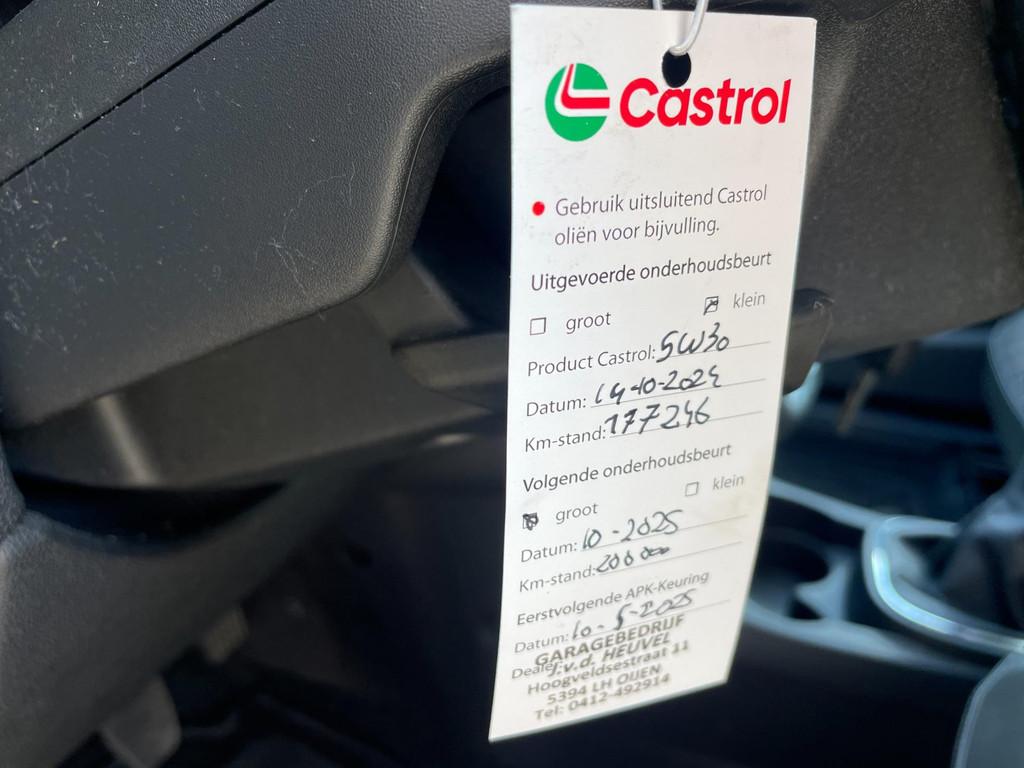 Castrol
Gebruik uitsluitend Castrol
oliën voor bijvulling.
Uitgevoerde onderhoudsbeurt
groot klein
Product Castrol: 5W30
Datum: 14-10-2024
Km-stand: 177246
Volgende onderhoudsbeurt
groot klein
Datum: 10-2025
Km-stand: 200000
Eerstvolgende APK-Keuring
Datum: 10-5-2025
GARAGEBEDRIJF
Dealer: J.v.d. HEUVEL
Hoogveldsestraat 11
5394 LH OIJEN
Tel: 0412-492914